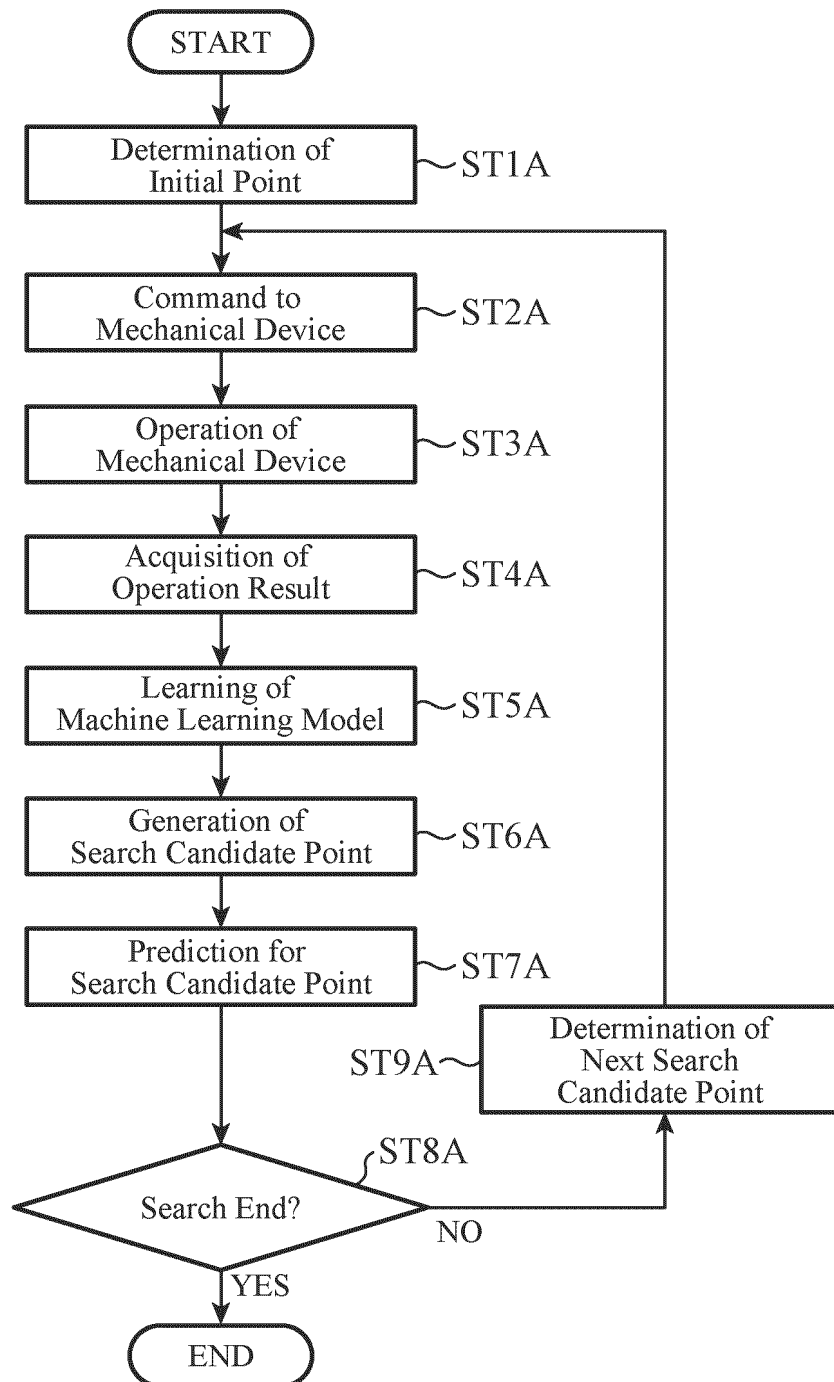 START
Determination of
Initial Point
ST1A
Command to
Mechanical Device
ST2A
Operation of
Mechanical Device
ST3A
Acquisition of
Operation Result
ST4A
Learning of
Machine Learning Model
ST5A
Generation of
Search Candidate Point
ST6A
Prediction for
Search Candidate Point
ST7A
Determination of
Next Search
Candidate Point
ST9A
ST8A
Search End?
NO
YES
END